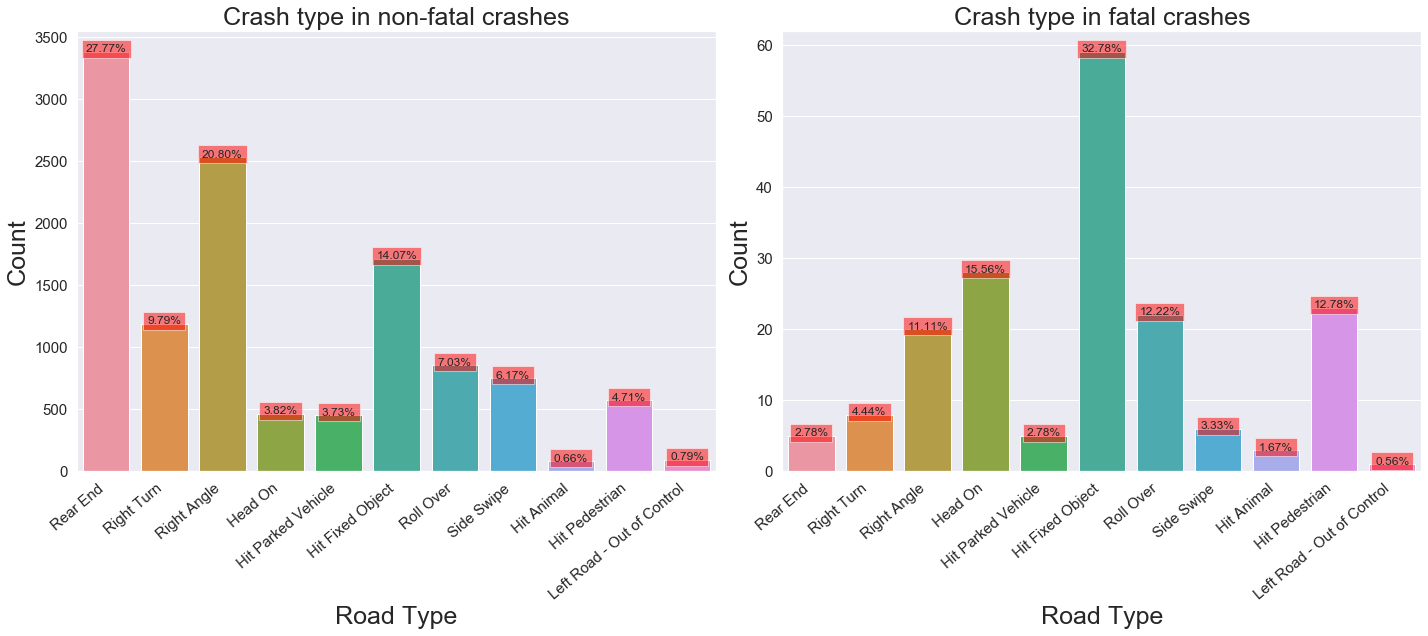 Crash type in non-fatal crashes
Count
3500
3000
2500
2000
1500
1000
500
0
27.77%
9.79%
20.80%
3.82%
3.73%
14.07%
7.03%
6.17%
0.66%
4.71%
0.79%
Rear End
Right Turn
Right Angle
Head On
Hit Parked Vehicle
Hit Fixed Object
Roll Over
Side Swipe
Hit Animal
Hit Pedestrian
Left Road - Out of Control
Road Type
Crash type in fatal crashes
Count
60
50
40
30
20
10
0
2.78%
4.44%
11.11%
15.56%
2.78%
32.78%
12.22%
3.33%
1.67%
12.78%
0.56%
Rear End
Right Turn
Right Angle
Head On
Hit Parked Vehicle
Hit Fixed Object
Roll Over
Side Swipe
Hit Animal
Hit Pedestrian
Left Road - Out of Control
Road Type